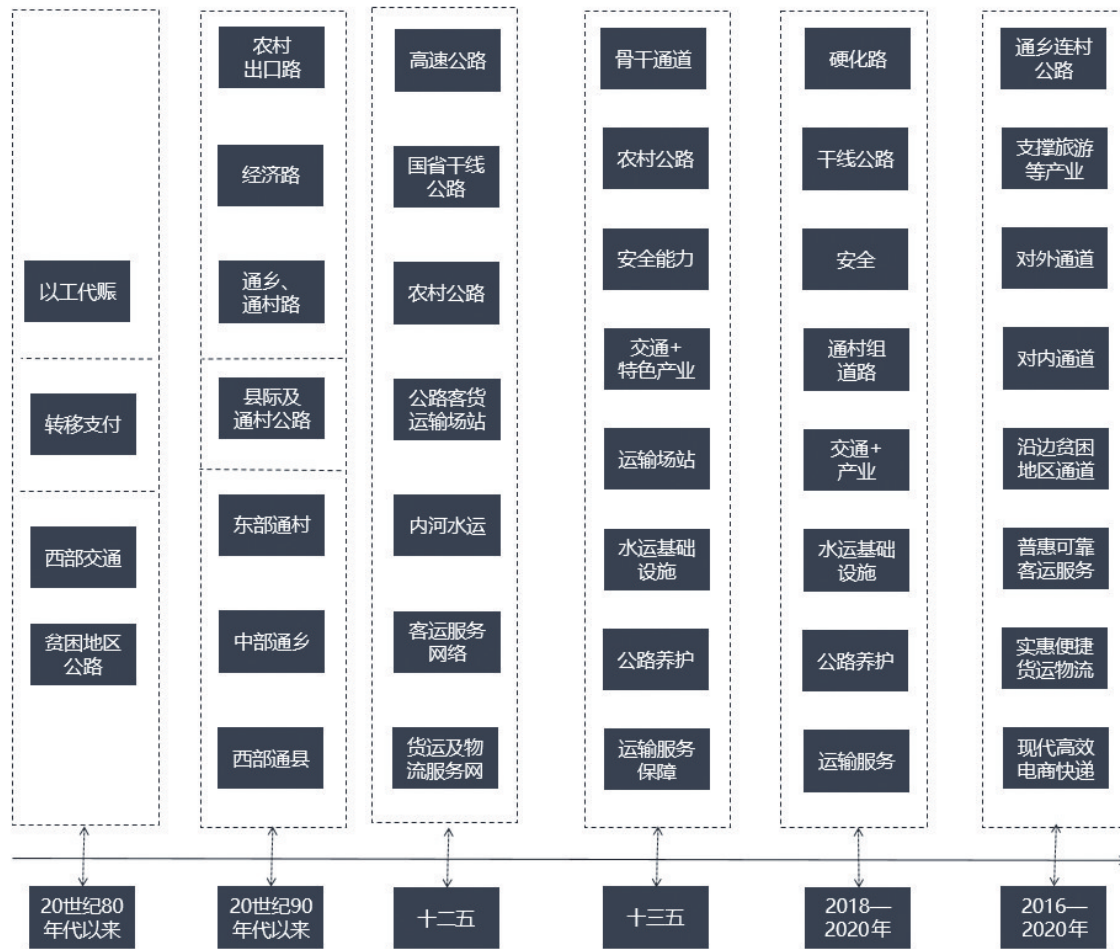 以工代赈
转移支付
西部交通
贫困地区
公路
20世纪80
年代以来
农村
出口路
经济路
通乡、
通村路
县际及
通村公路
东部通村
中部通乡
西部通县
20世纪90
年代以来
高速公路
国省干线
公路
农村公路
公路客货
运输场站
内河水运
客运服务
网络
货运及物
流服务网
十二五
骨干通道
农村公路
安全能力
交通+
特色产业
运输场站
水运基础
设施
公路养护
运输服务
保障
十三五
硬化路
干线公路
安全
通村组
道路
交通+
产业
水运基础
设施
公路养护
运输服务
2018—
2020年
通乡连村
公路
支撑旅游
等产业
对外通道
对内通道
沿边贫困
地区通道
普惠可靠
客运服务
实惠便捷
货运物流
现代高效
电商快递
2016—
2020年